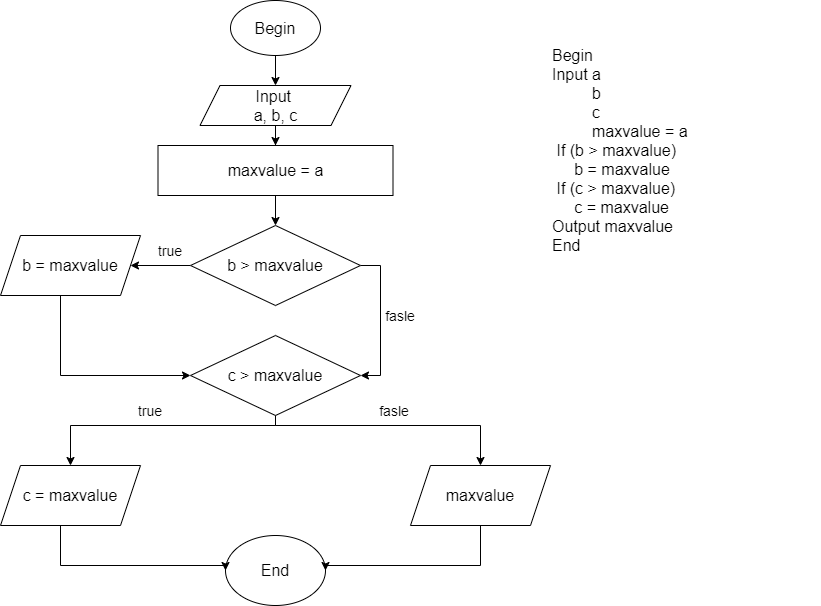 Begin
Input
a, b, c
maxvalue = a
b > maxvalue
true
b = maxvalue
fasle
c > maxvalue
true
fasle
c = maxvalue
maxvalue
End
Begin
Input a
b
c
maxvalue = a
If (b > maxvalue)
b = maxvalue
If (c > maxvalue)
c = maxvalue
Output maxvalue
End